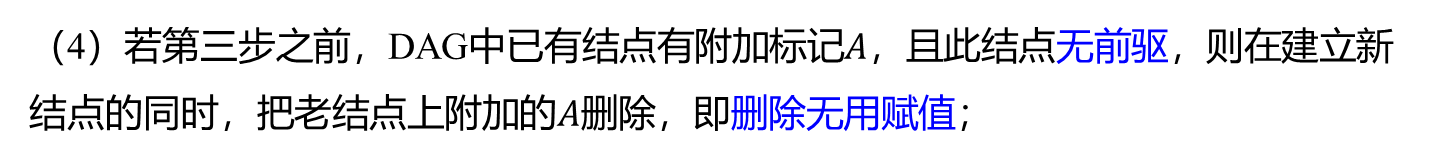 （4）若第三步之前，DAG中已有结点有附加标记A，且此结点无前驱，则在建立新
结点的同时，把老结点上附加的A删除，即删除无用赋值；